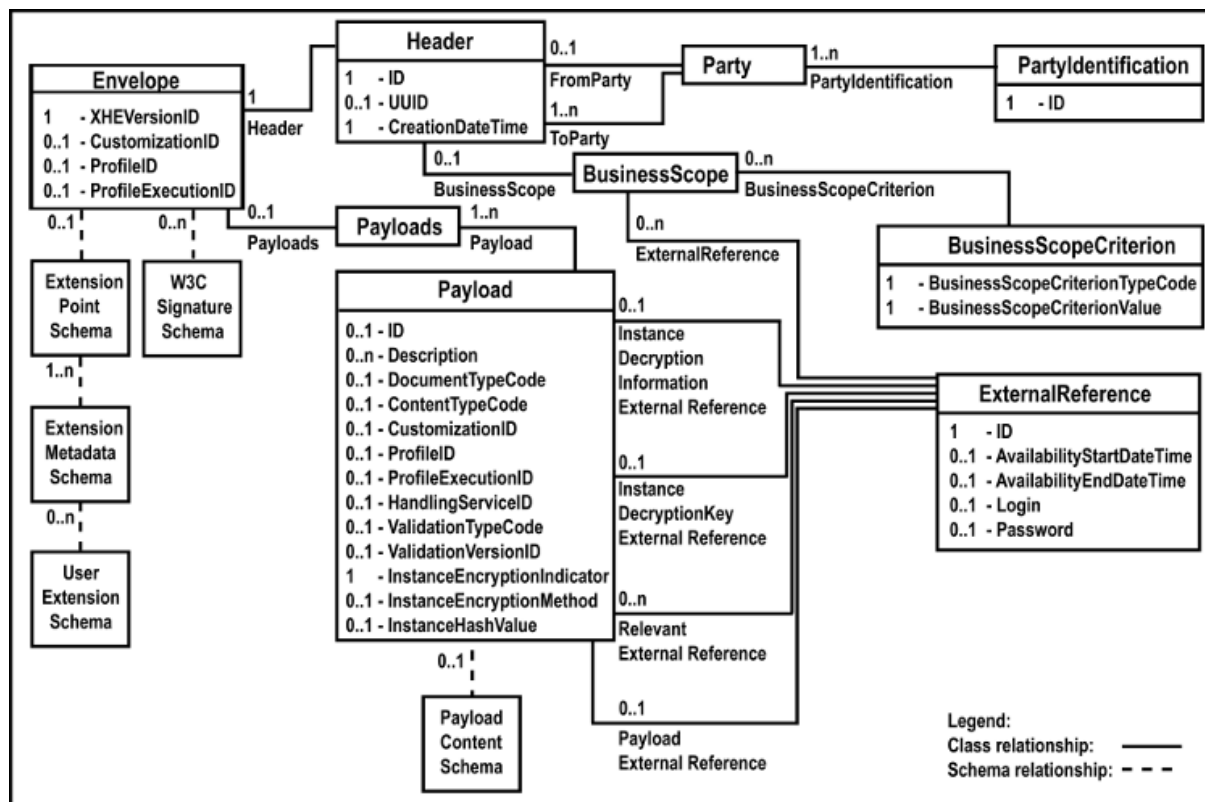 Envelope
1 - XHEVersionID
0..1 - CustomizationID
0..1 - ProfileID
0..1 - ProfileExecutionID
1
Header
Header
1 - ID
0..1 - UUID
1 - CreationDateTime
0..1
FromParty
1..n
ToParty
Party
1..n
PartyIdentification
PartyIdentification
1 - ID
0..1
BusinessScope
BusinessScope
0..n
BusinessScopeCriterion
0..n
ExternalReference
BusinessScopeCriterion
1 - BusinessScopeCriterionTypeCode
1 - BusinessScopeCriterionValue
0..1
0..n
0..1
Payloads
Payloads
1..n
Payload
Extension
Point
Schema
W3C
Signature
Schema
1..n
Extension
Metadata
Schema
0..n
User
Extension
Schema
Payload
0..1 - ID
0..n - Description
0..1 - DocumentTypeCode
0..1 - ContentTypeCode
0..1 - CustomizationID
0..1 - ProfileID
0..1 - ProfileExecutionID
0..1 - HandlingServiceID
0..1 - ValidationTypeCode
0..1 - ValidationVersionID
1 - InstanceEncryptionIndicator
0..1 - InstanceEncryptionMethod
0..1 - InstanceHashValue
0..1
Instance
Decryption
Information
External Reference
0..1
Instance
DecryptionKey
External Reference
0..n
Relevant
External Reference
0..1
Payload
External Reference
0..1
Payload
Content
Schema
ExternalReference
1 - ID
0..1 - AvailabilityStartDateTime
0..1 - AvailabilityEndDateTime
0..1 - Login
0..1 - Password
Legend:
Class relationship:
Schema relationship: